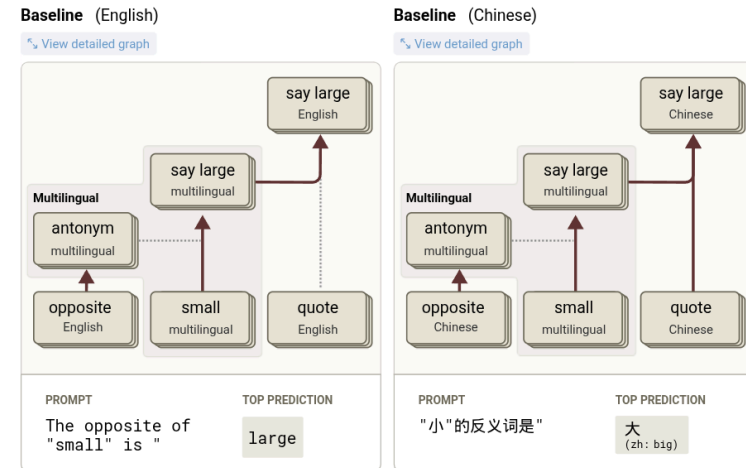 Baseline (English)
View detailed graph
say large
English
say large
multilingual
Multilingual
antonym
multilingual
opposite
English
small
multilingual
quote
English
PROMPT
The opposite of
"small" is "
TOP PREDICTION
large
Baseline (Chinese)
View detailed graph
say large
Chinese
say large
multilingual
Multilingual
antonym
multilingual
opposite
Chinese
small
multilingual
quote
Chinese
PROMPT
"小"的反义词是"
TOP PREDICTION
大
(zh: big)